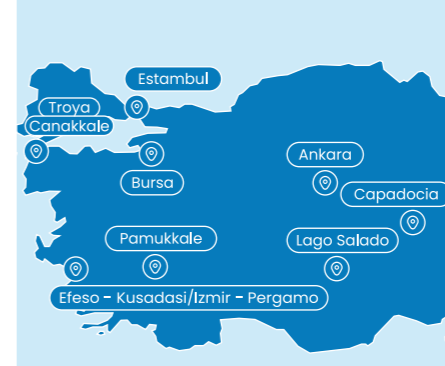 Estambul
Troya
Canakkale
Bursa
Ankara
Capadocia
Pamukkale
Lago Salado
Efeso - Kusadasi/Izmir - Pergamo